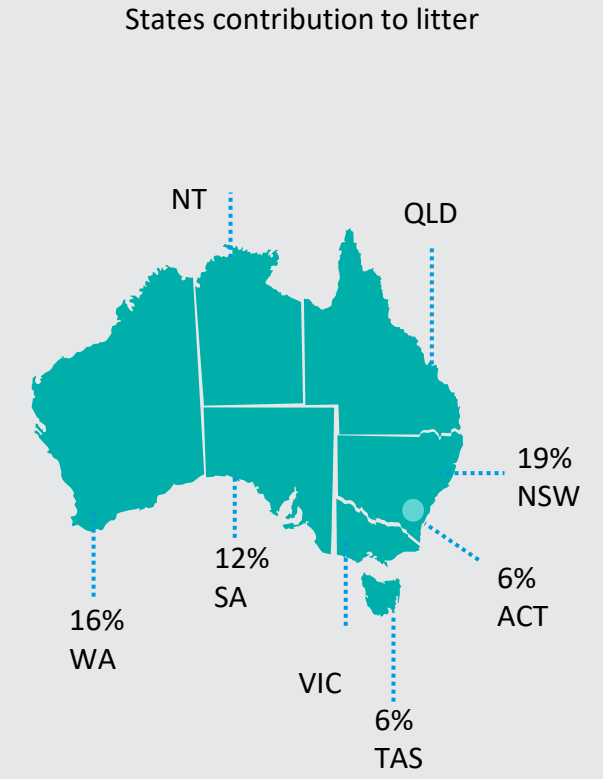 States contribution to litter
NT
QLD
19%
NSW
12%
SA
6%
ACT
16%
WA
VIC
6%
TAS